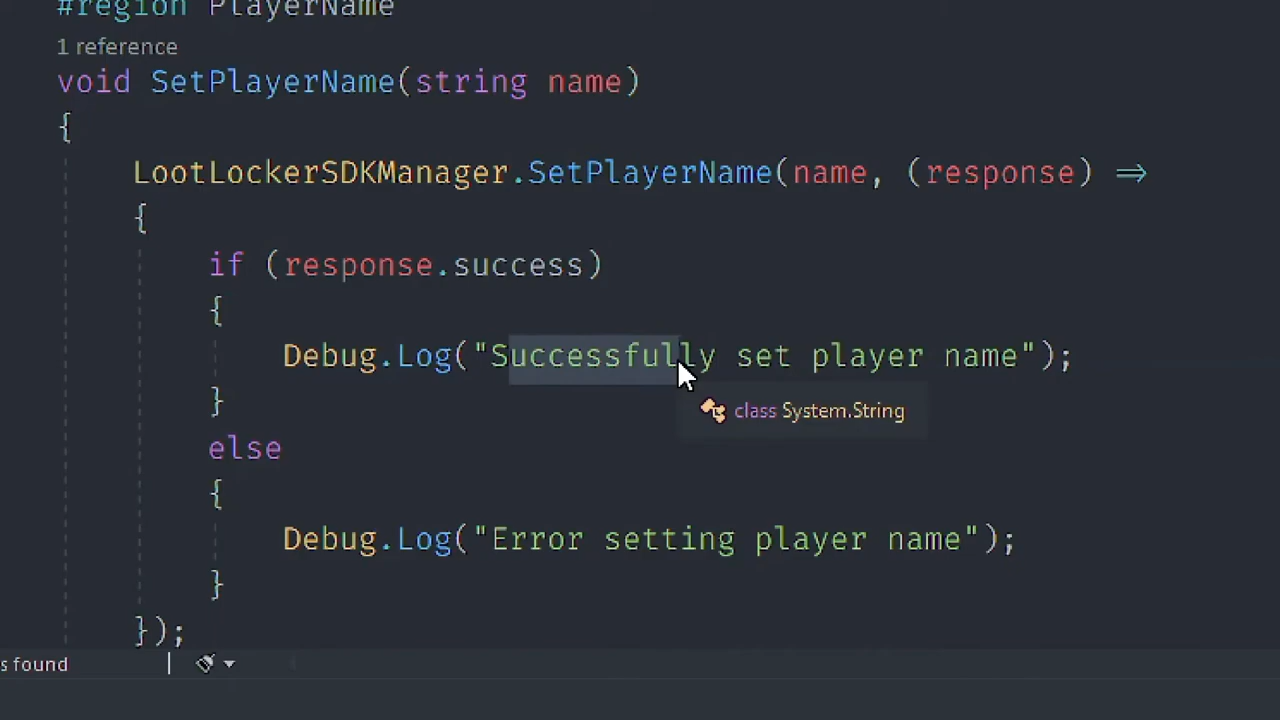 #region PlayerName
1 reference
void SetPlayerName(string name)
{
LootLockerSDKManager.SetPlayerName(name, (response) =>
{
if (response.success)
{
Debug.Log("Successfully set player name");
class System.String
}
else
{
Debug.Log("Error setting player name");
}
});
s found